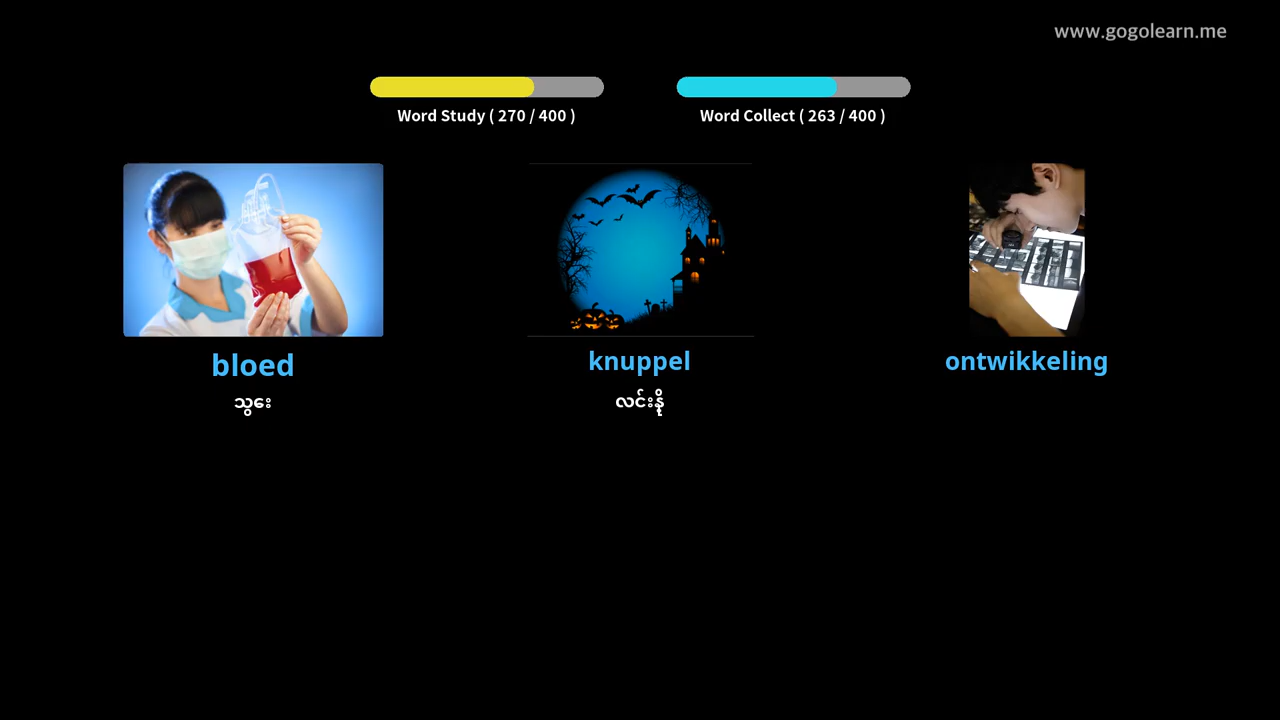 www.gogolearn.me
Word Study ( 270 / 400 )
Word Collect ( 263 / 400 )
bloed
knuppel
ontwikkeling
သွေး
လင်းနို့